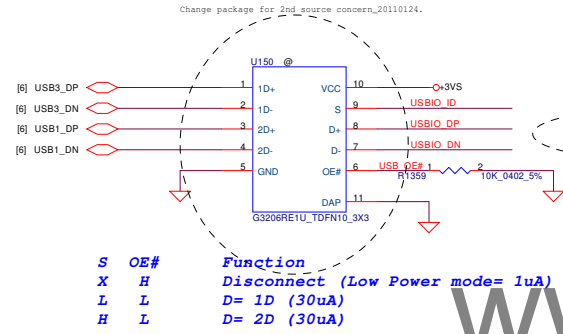 Change package for 2nd source concern_20110124.
U150 @
[6] USB3_DP 1 1D+ VCC 10 +3VS
[6] USB3_DN 2 1D- S 9 USBIO_ID
[6] USB1_DP 3 2D+ D+ 8 USBIO_DP
[6] USB1_DN 4 2D- D- 7 USBIO_DN
5 GND OE# 6 USB_OE# 1 2
R1359 10K_0402_5%
DAP 11
G3206RE1U_TDFN10_3X3
S OE# Function
X H Disconnect (Low Power mode= 1uA)
L L D= 1D (30uA)
H L D= 2D (30uA)